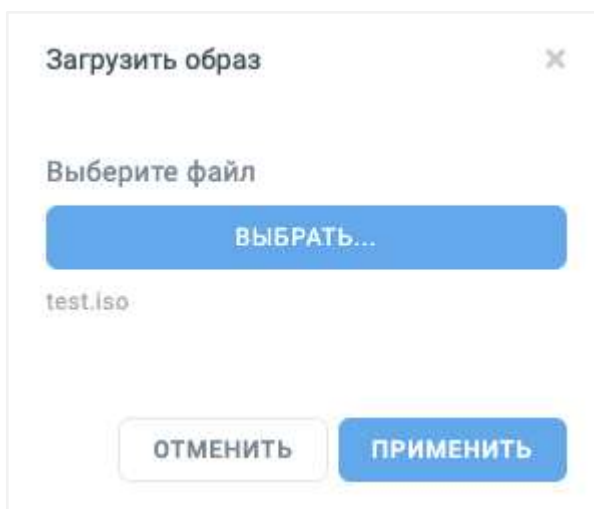 Загрузить образ
Выберите файл
ВЫБРАТЬ...
test.iso
ОТМЕНИТЬ ПРИМЕНИТЬ